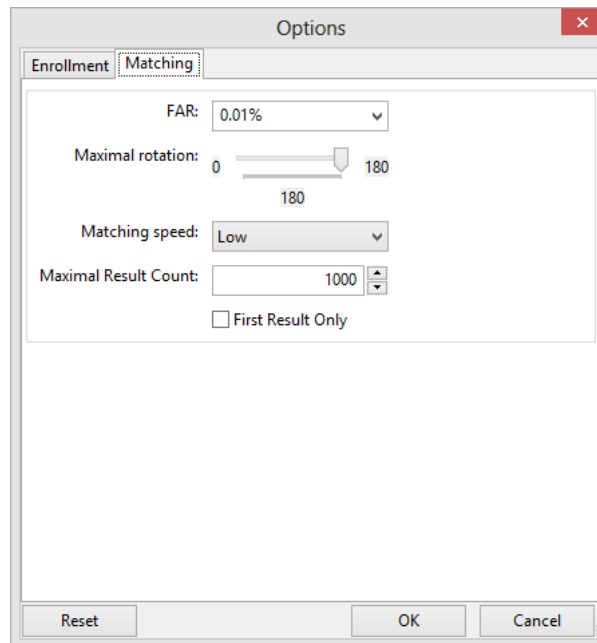 Options
Enrollment Matching
FAR: 0.01%
Maximal rotation: 0 180
180
Matching speed: Low
Maximal Result Count: 1000
First Result Only
Reset OK Cancel